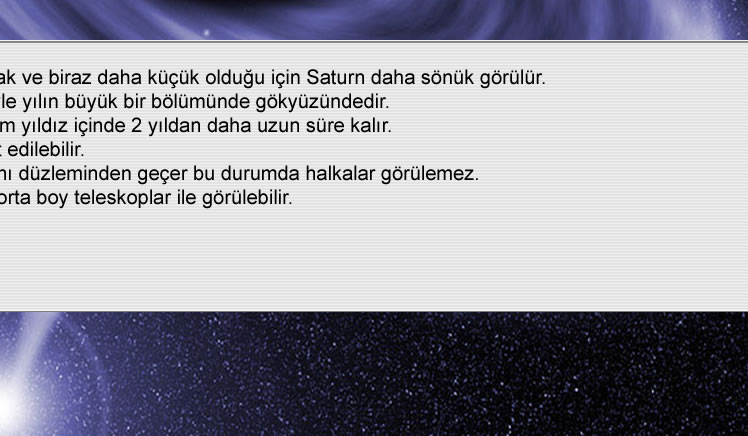 ak ve biraz daha küçük olduğu için Saturn daha sönük görülür.
le yılın büyük bir bölümünde gökyüzündedir.
m yıldız içinde 2 yıldan daha uzun süre kalır.
edilebilir.
nı düzleminden geçer bu durumda halkalar görülemez.
orta boy teleskoplar ile görülebilir.